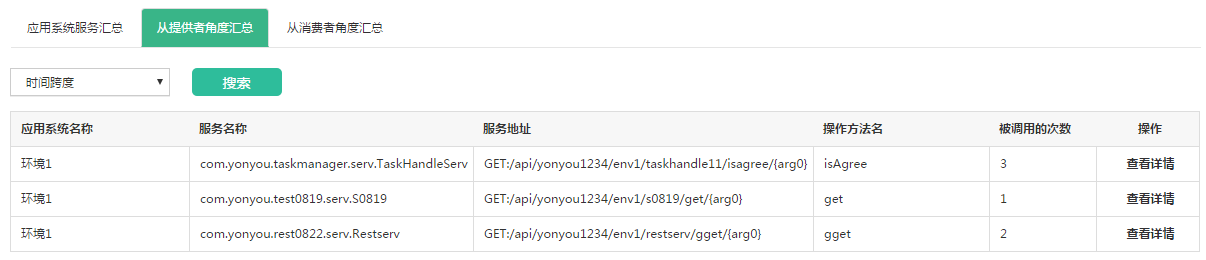 应用系统服务汇总 从提供者角度汇总 从消费者角度汇总
时间跨度 搜索
应用系统名称 服务名称 服务地址 操作方法名 被调用的次数 操作
环境1 com.yonyou.taskmanager.serv.TaskHandleServ GET:/api/yonyou1234/env1/taskhandle11/isagree/{arg0} isAgree 3 查看详情
环境1 com.yonyou.test0819.serv.S0819 GET:/api/yonyou1234/env1/s0819/get/{arg0} get 1 查看详情
环境1 com.yonyou.rest0822.serv.Restserv GET:/api/yonyou1234/env1/restserv/gget/{arg0} gget 2 查看详情